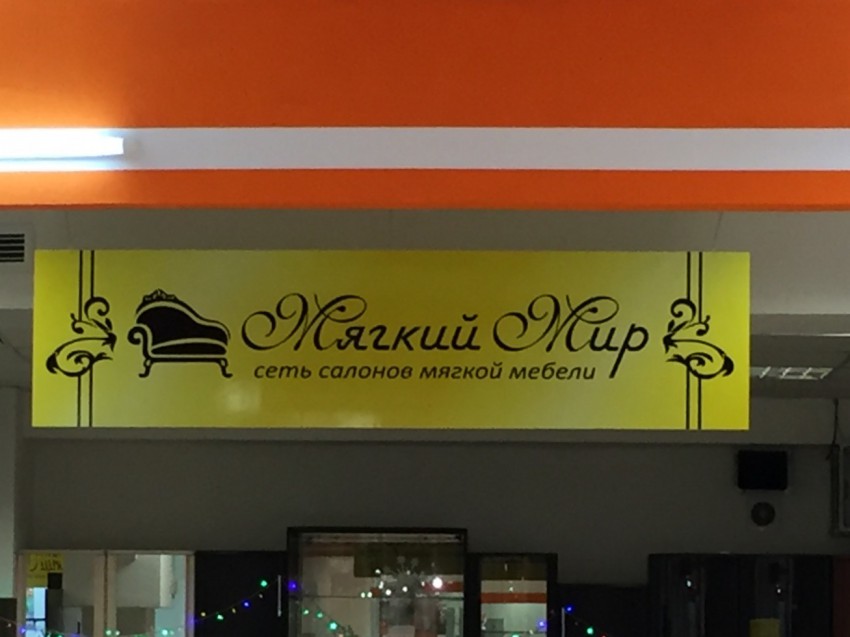 Мягкий Мир
сеть салонов мягкой мебели